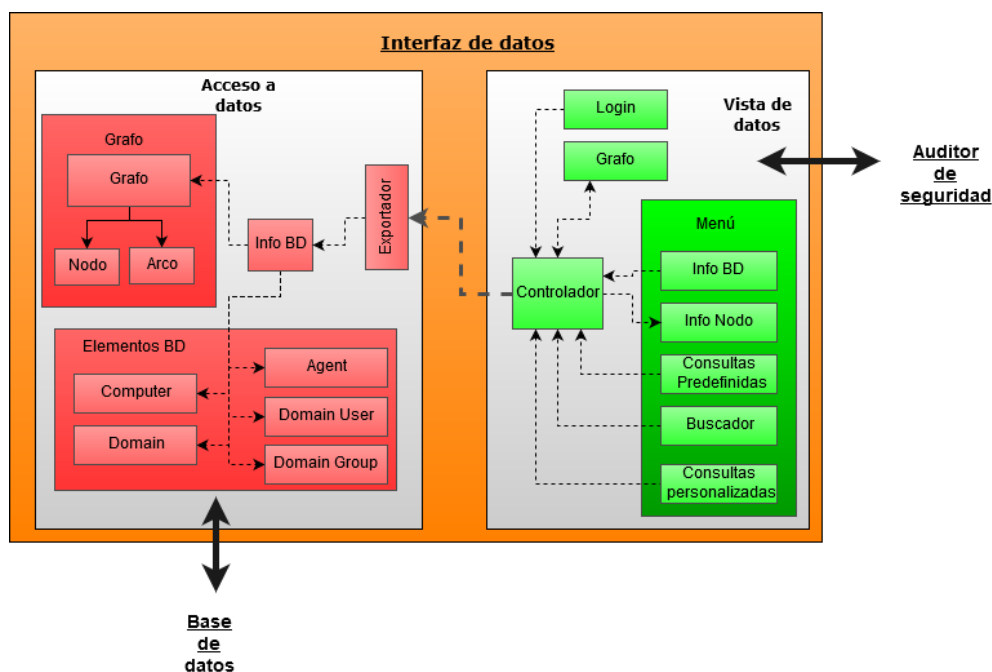 Interfaz de datos
Acceso a
datos
Grafo
Grafo
Nodo
Arco
Info BD
Exportador
Elementos BD
Computer
Domain
Agent
Domain User
Domain Group
Vista de
datos
Login
Grafo
Controlador
Menú
Info BD
Info Nodo
Consultas
Predefinidas
Buscador
Consultas
personalizadas
Auditor
de
seguridad
Base
de
datos